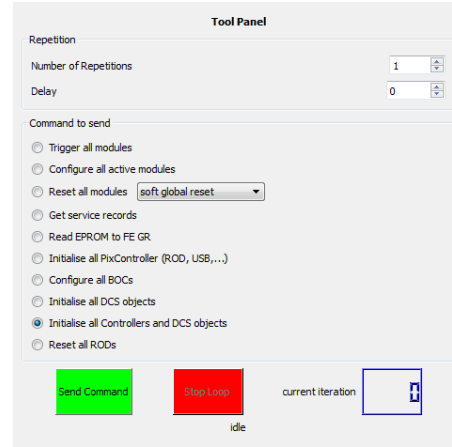 Tool Panel
Repetition
Number of Repetitions 1
Delay 0
Command to send
Trigger all modules
Configure all active modules
Reset all modules soft global reset
Get service records
Read EPROM to FE GR
Initialise all PixController (ROD, USB,...)
Configure all BOCs
Initialise all DCS objects
Initialise all Controllers and DCS objects
Reset all RODs
Send Command Stop Loop current iteration 0
idle